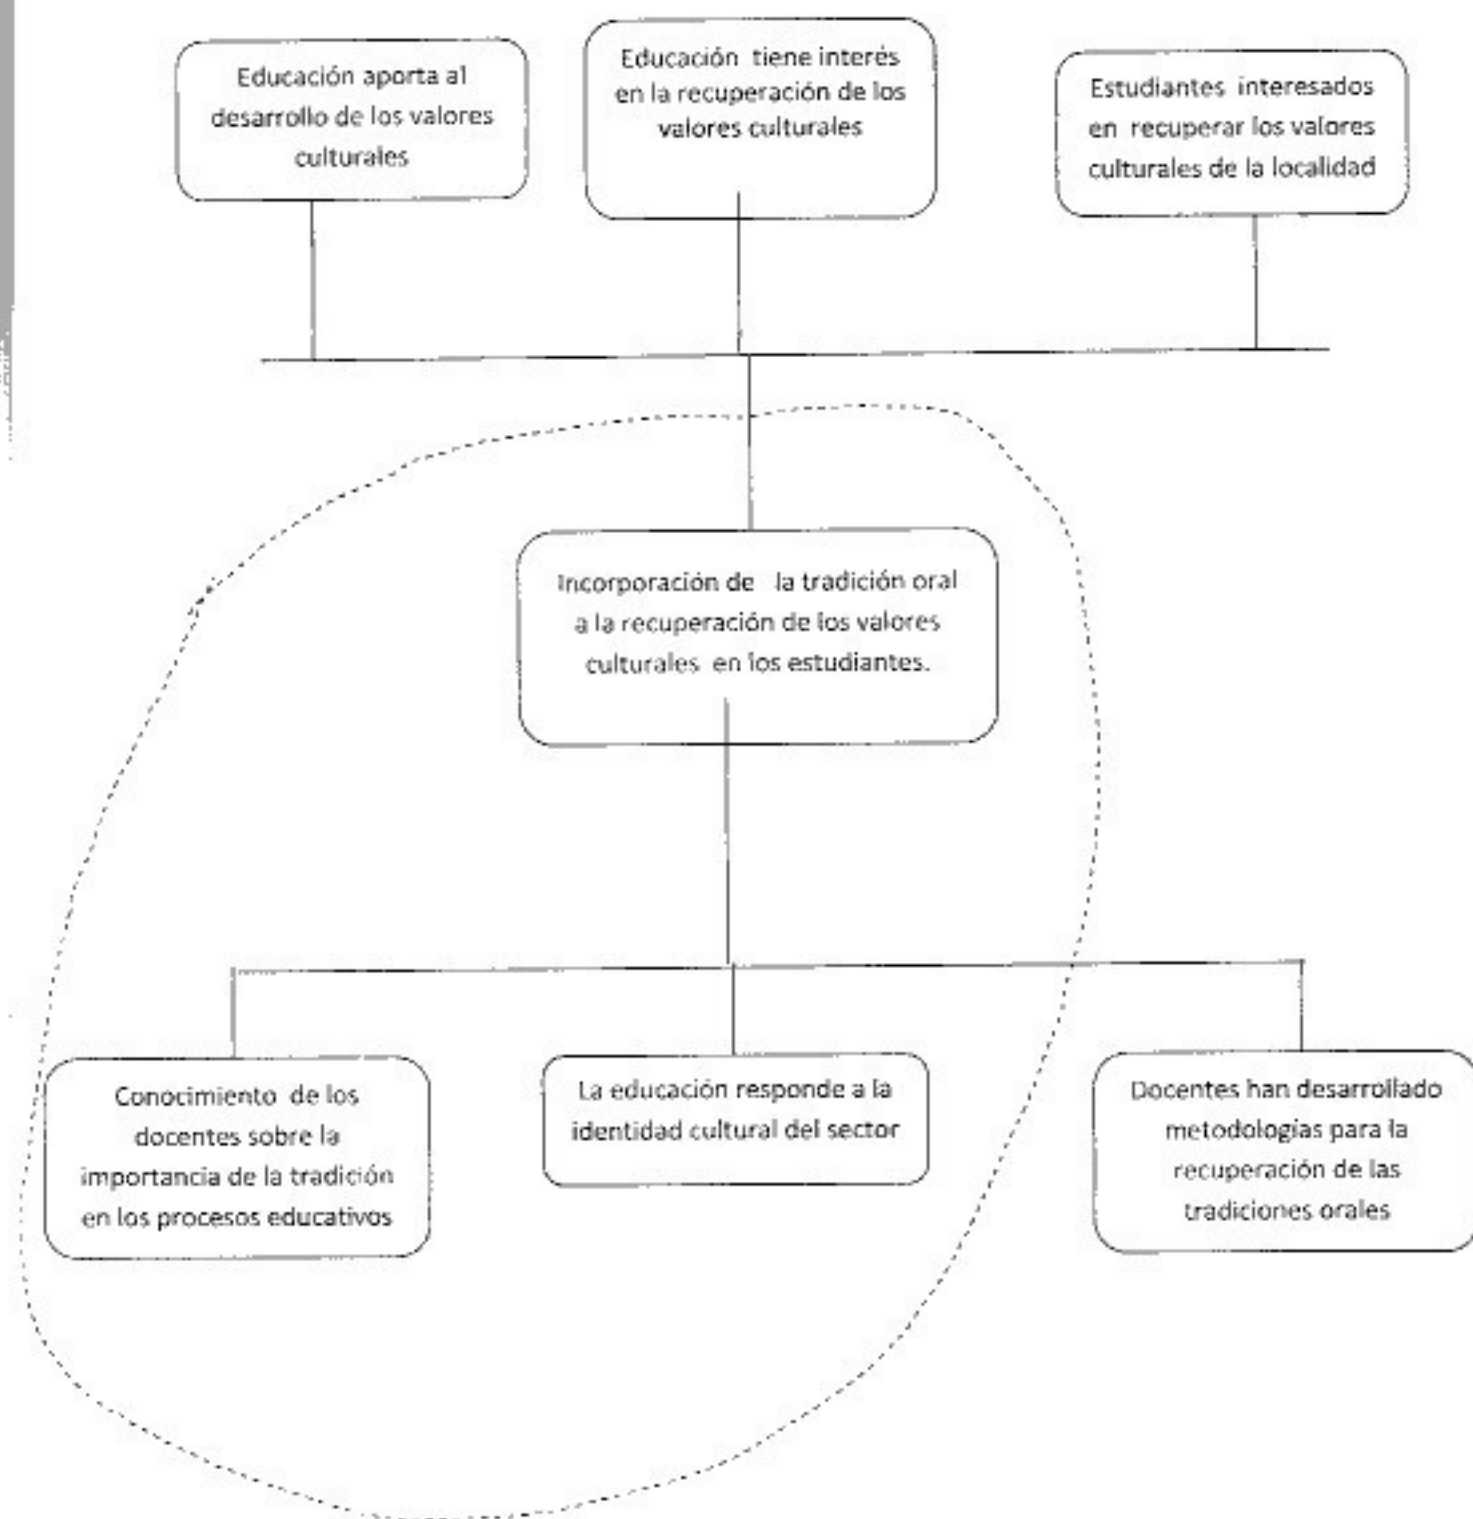 Educación aporta al
desarrollo de los valores
culturales
Educación tiene interés
en la recuperación de los
valores culturales
Estudiantes interesados
en recuperar los valores
culturales de la localidad
Incorporación de la tradición oral
a la recuperación de los valores
culturales en los estudiantes.
Conocimiento de los
docentes sobre la
importancia de la tradición
en los procesos educativos
La educación responde a la
identidad cultural del sector
Docentes han desarrollado
metodologías para la
recuperación de las
tradiciones orales